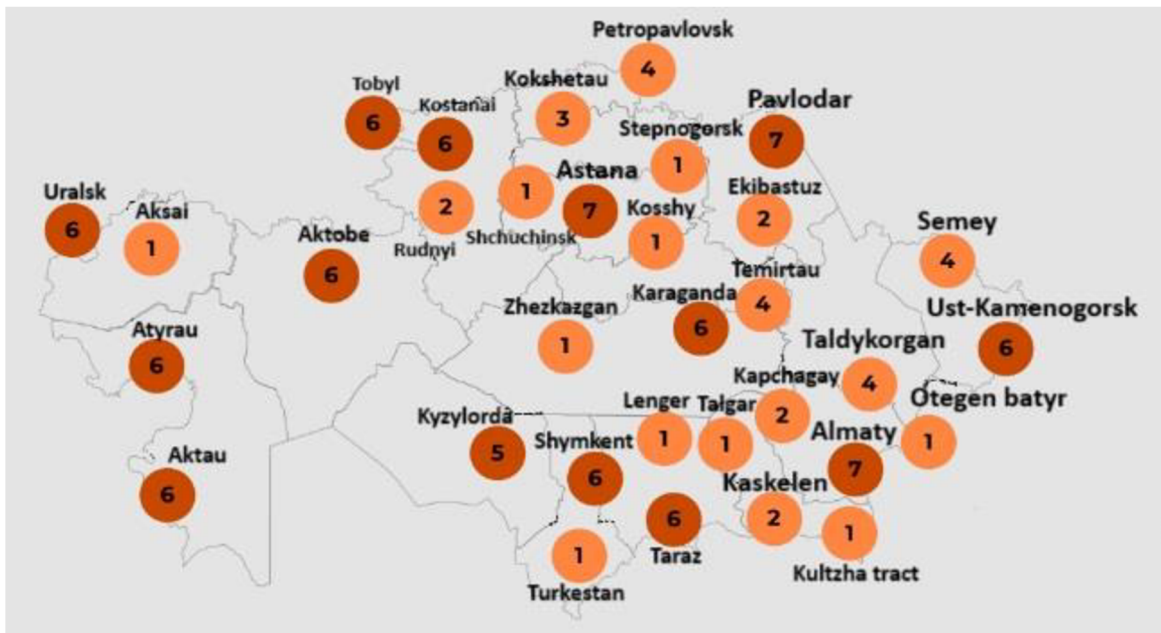 Petropavlovsk
4
Kokshetau
3
Tobyl
6
Kostanai
6
Pavlodar
7
Stepnogorsk
1
Astana
7
1
Shchuchinsk
Ekibastuz
2
Uralsk
6
Aksai
1
2
Rudnyi
Kosshy
1
Semey
4
Aktobe
6
Temirtau
4
Karaganda
6
Zhezkazgan
1
Ust-Kamenogorsk
6
Atyrau
6
Taldykorgan
4
Kapchagay
2
Otegen batyr
1
Lenger
1
Talgar
1
Kyzylorda
5
Shymkent
6
Almaty
7
Aktau
6
Kaskelen
2
6
Taraz
1
Kultzha tract
1
Turkestan